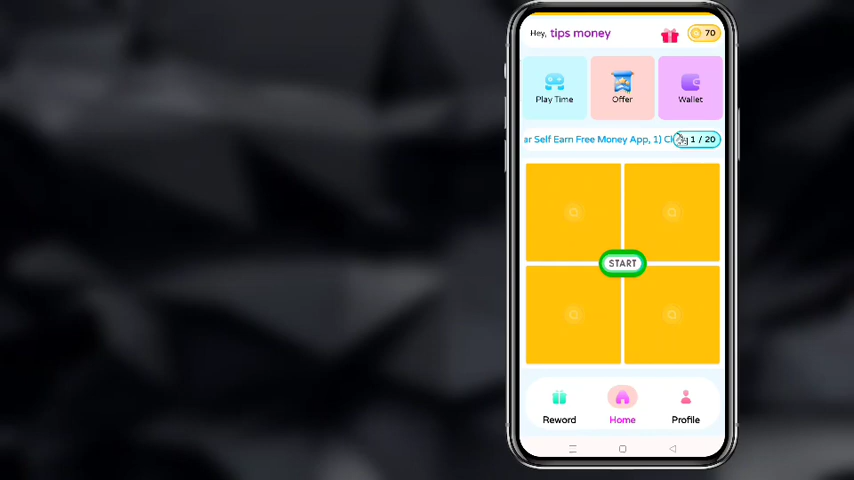 Hey, tips money
70
Play Time
Offer
Wallet
ar Self Earn Free Money App, 1) Cl
1 / 20
START
Reword
Home
Profile